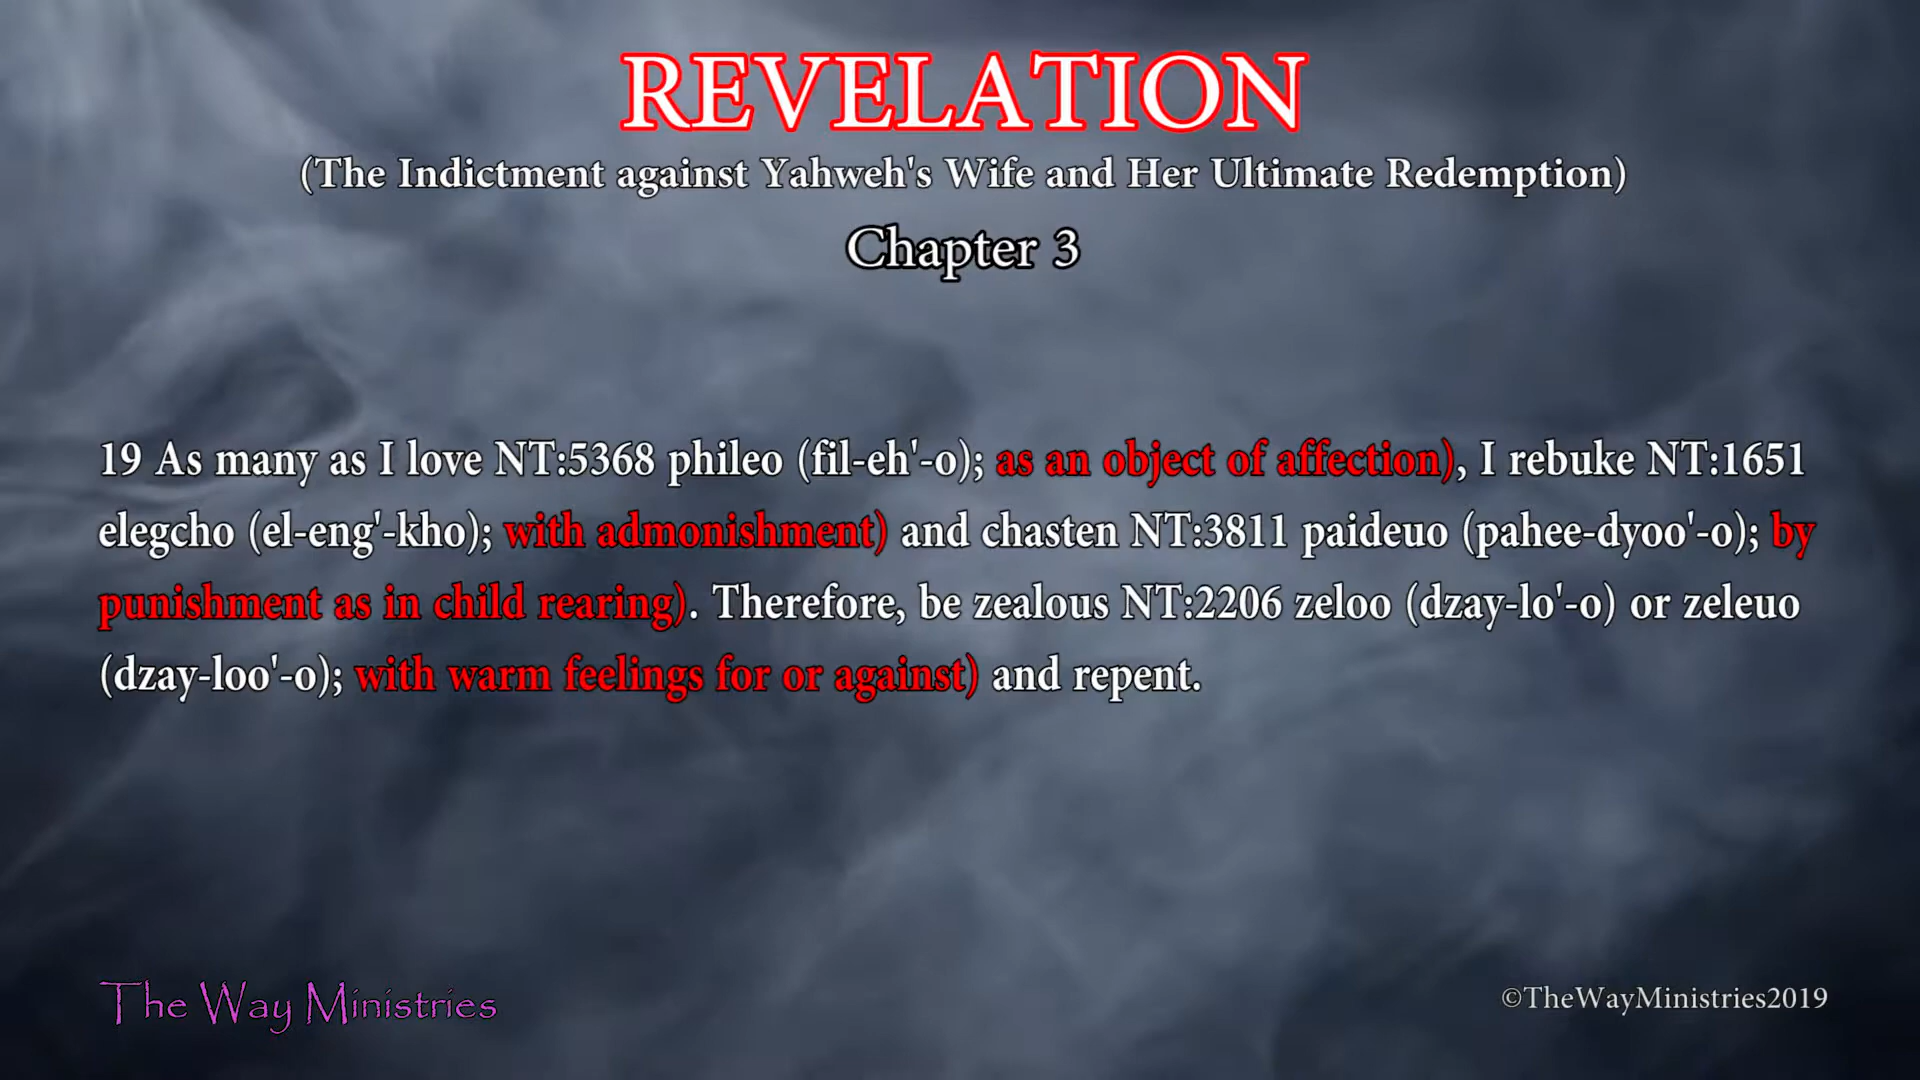 REVELATION
(The Indictment against Yahweh's Wife and Her Ultimate Redemption)
Chapter 3
19 As many as I love NT:5368 phileo (fil-eh'-o); as an object of affection), I rebuke NT:1651
elegcho (el-eng'-kho); with admonishment) and chasten NT:3811 paideuo (pahee-dyoo'-o); by
punishment as in child rearing). Therefore, be zealous NT:2206 zeloo (dzay-lo'-o) or zeleuo
(dzay-loo'-o); with warm feelings for or against) and repent.
The Way Ministries
©TheWayMinistries2019